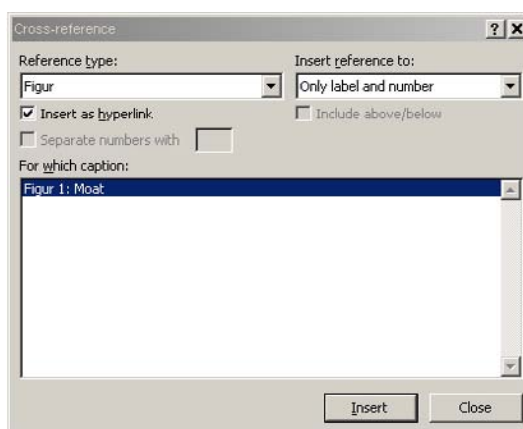 Cross-reference
Reference type:
Insert reference to:
Figur
Only label and number
Insert as hyperlink
Include above/below
Separate numbers with
For which caption:
Figur 1: Moat
Insert
Close